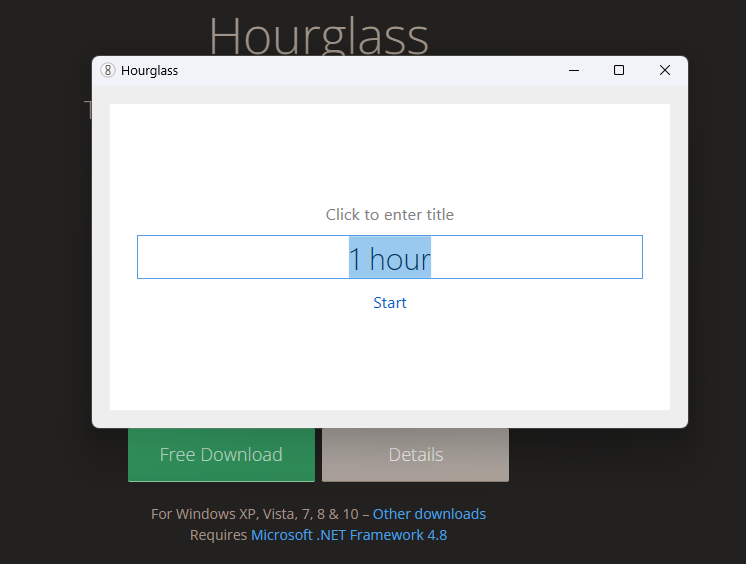 Hourglass
Hourglass
T
Click to enter title
1 hour
Start
Free Download
Details
For Windows XP, Vista, 7, 8 & 10 – Other downloads
Requires Microsoft .NET Framework 4.8